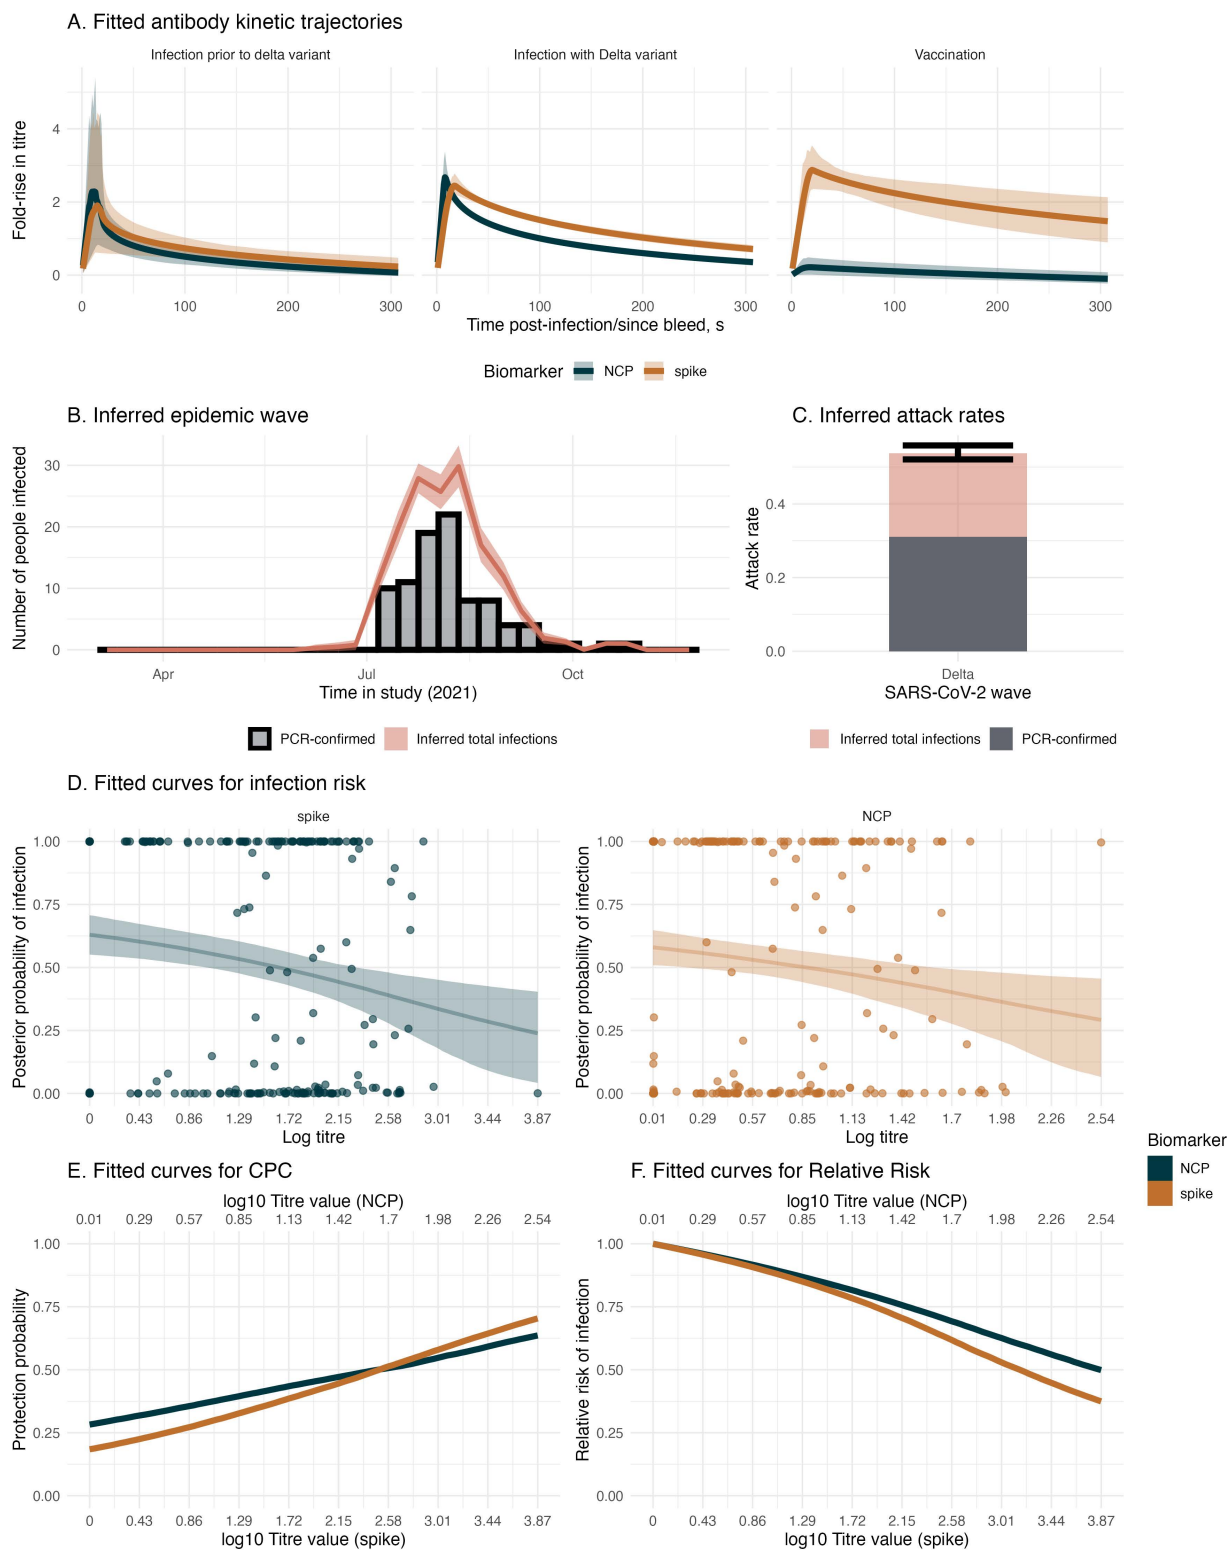 A. Fitted antibody kinetic trajectories
Infection prior to delta variant
Infection with Delta variant
Vaccination
Fold-rise in titre
4
2
0
0 100 200 300
0 100 200 300
0 100 200 300
Time post-infection/since bleed, s
Biomarker NCP spike
B. Inferred epidemic wave
Number of people infected
30
20
10
0
Apr Jul Oct
Time in study (2021)
PCR-confirmed Inferred total infections
C. Inferred attack rates
Attack rate
0.4
0.2
0.0
Delta
SARS-CoV-2 wave
Inferred total infections PCR-confirmed
D. Fitted curves for infection risk
spike
Posterior probability of infection
1.00
0.75
0.50
0.25
0.00
0 0.43 0.86 1.29 1.72 2.15 2.58 3.01 3.44 3.87
Log titre
NCP
Posterior probability of infection
1.00
0.75
0.50
0.25
0.00
0.01 0.29 0.57 0.85 1.13 1.42 1.7 1.98 2.26 2.54
Log titre
Biomarker
NCP
spike
E. Fitted curves for CPC
log10 Titre value (NCP)
0.01 0.29 0.57 0.85 1.13 1.42 1.7 1.98 2.26 2.54
Protection probability
1.00
0.75
0.50
0.25
0.00
0 0.43 0.86 1.29 1.72 2.15 2.58 3.01 3.44 3.87
log10 Titre value (spike)
F. Fitted curves for Relative Risk
log10 Titre value (NCP)
0.01 0.29 0.57 0.85 1.13 1.42 1.7 1.98 2.26 2.54
Relative risk of infection
1.00
0.75
0.50
0.25
0.00
0 0.43 0.86 1.29 1.72 2.15 2.58 3.01 3.44 3.87
log10 Titre value (spike)